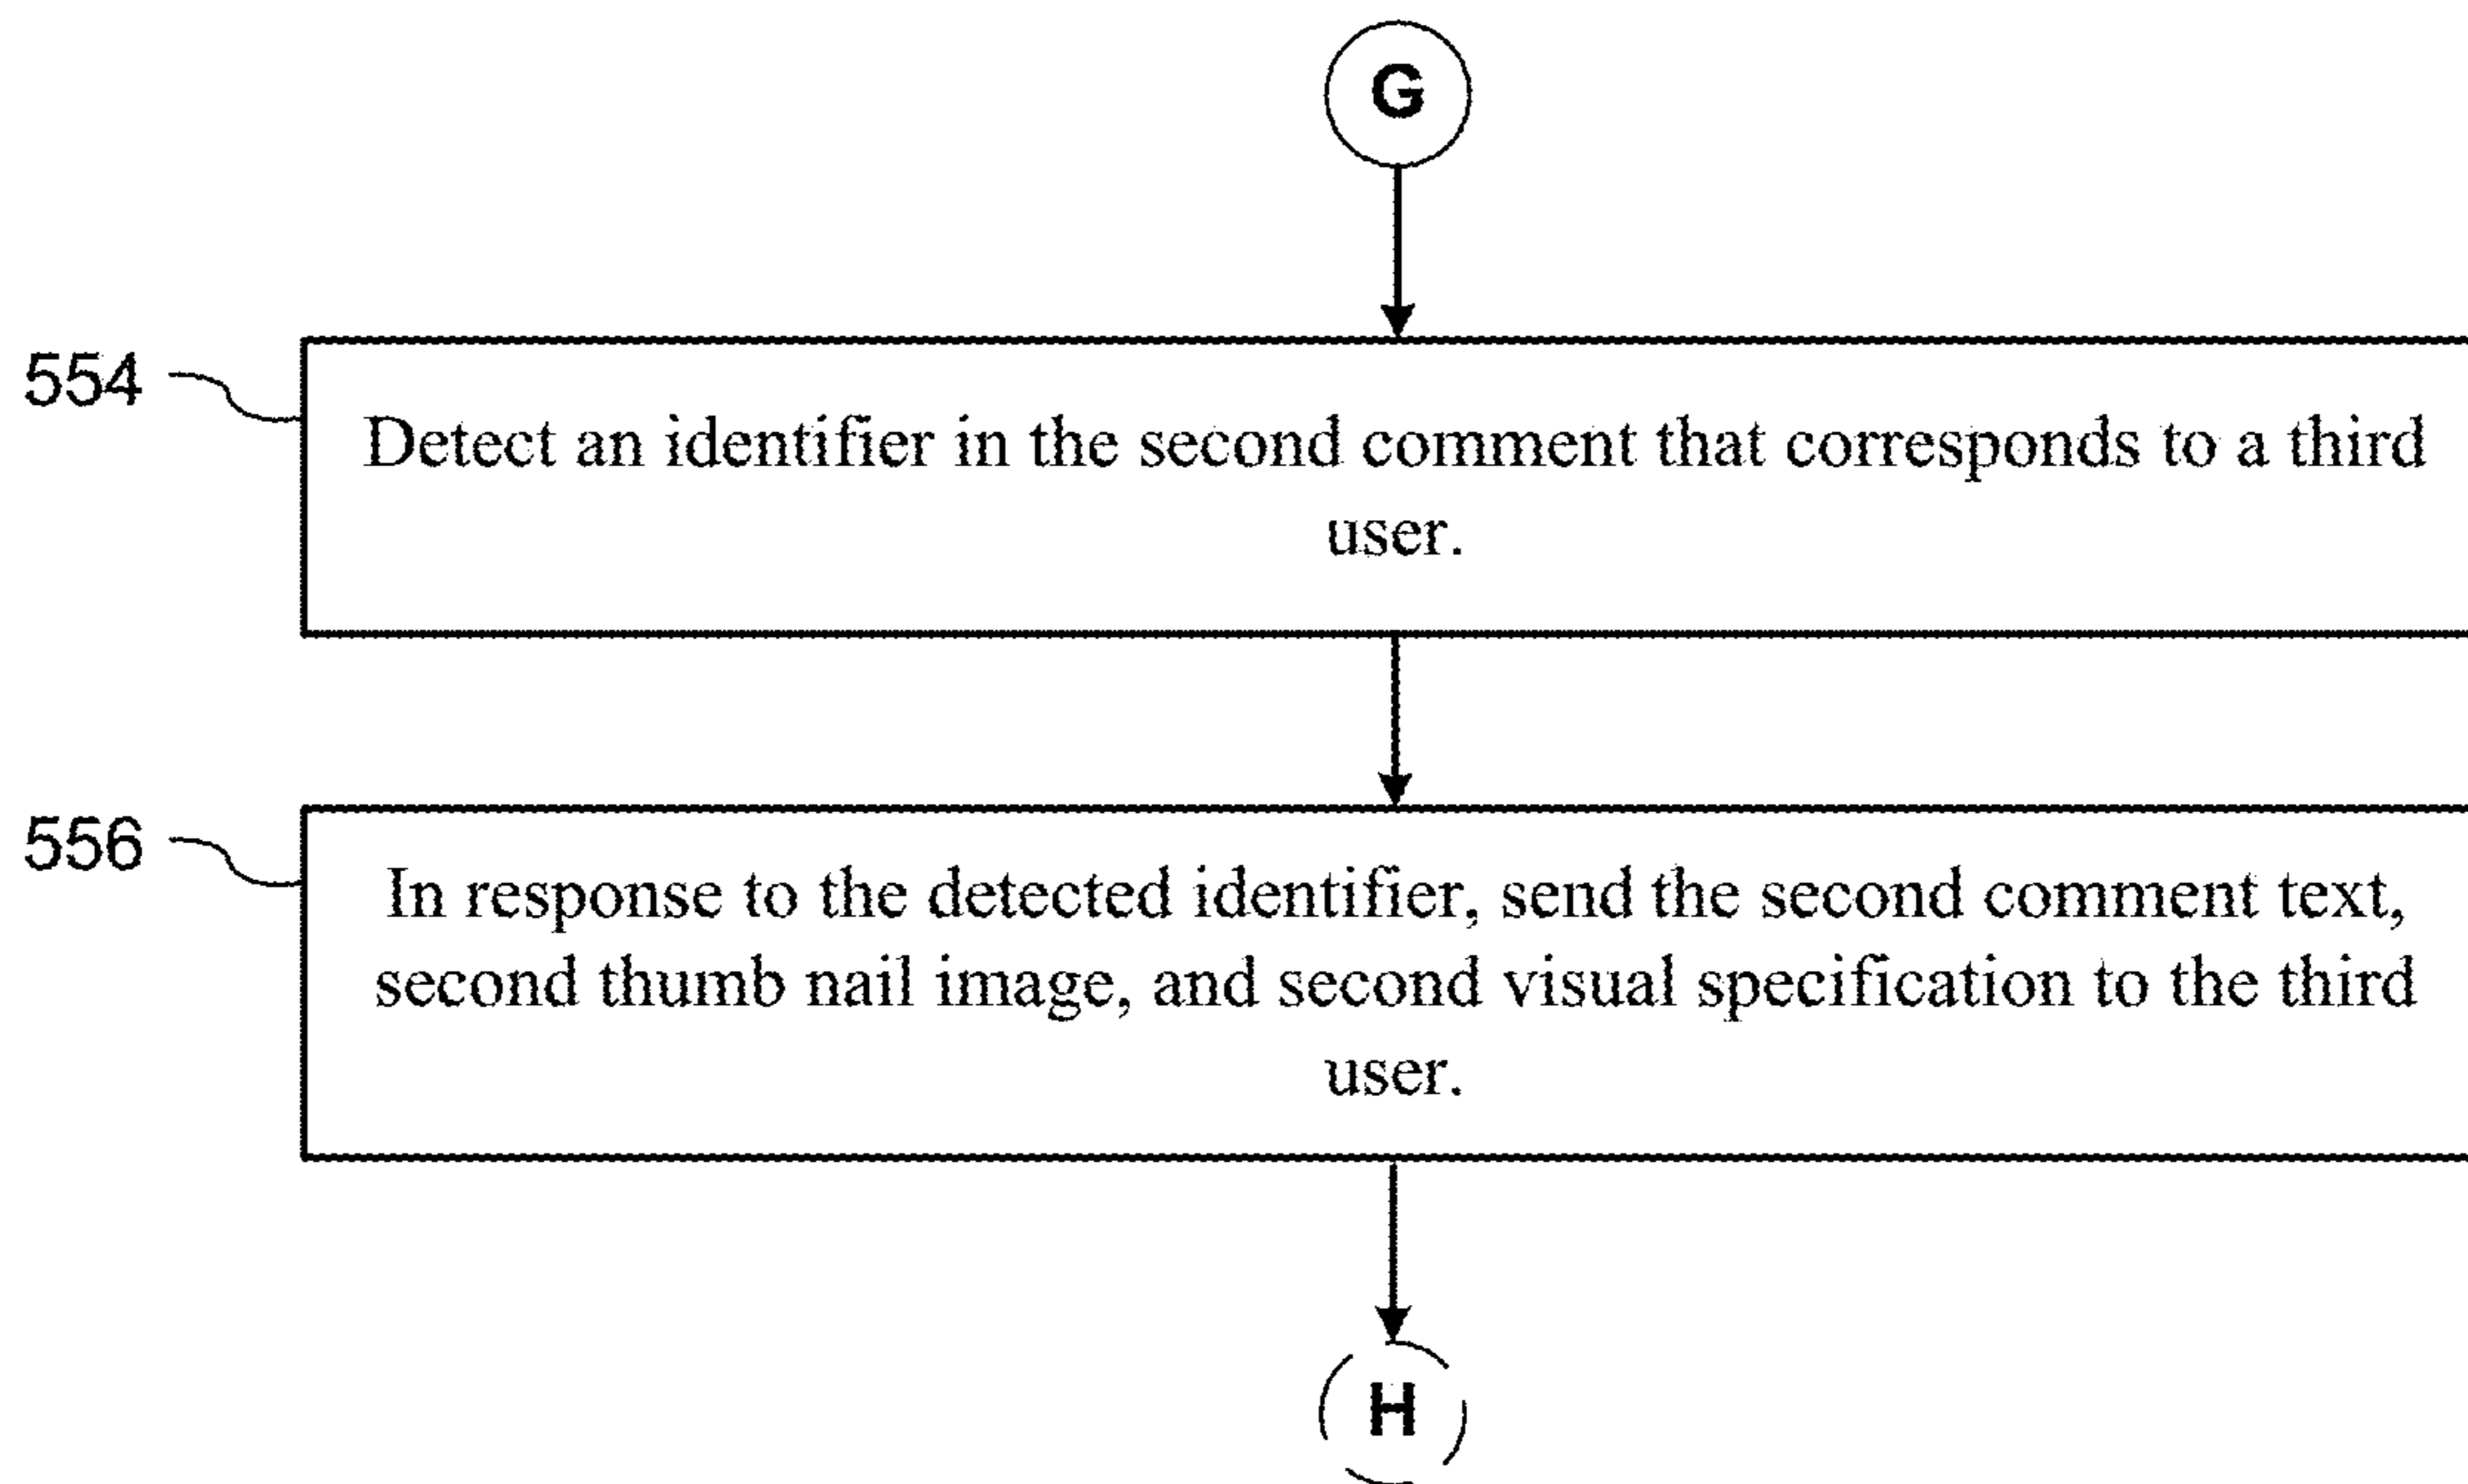 G
554
Detect an identifier in the second comment that corresponds to a third
user.
556
In response to the detected identifier, send the second comment text,
second thumb nail image, and second visual specification to the third
user.
H